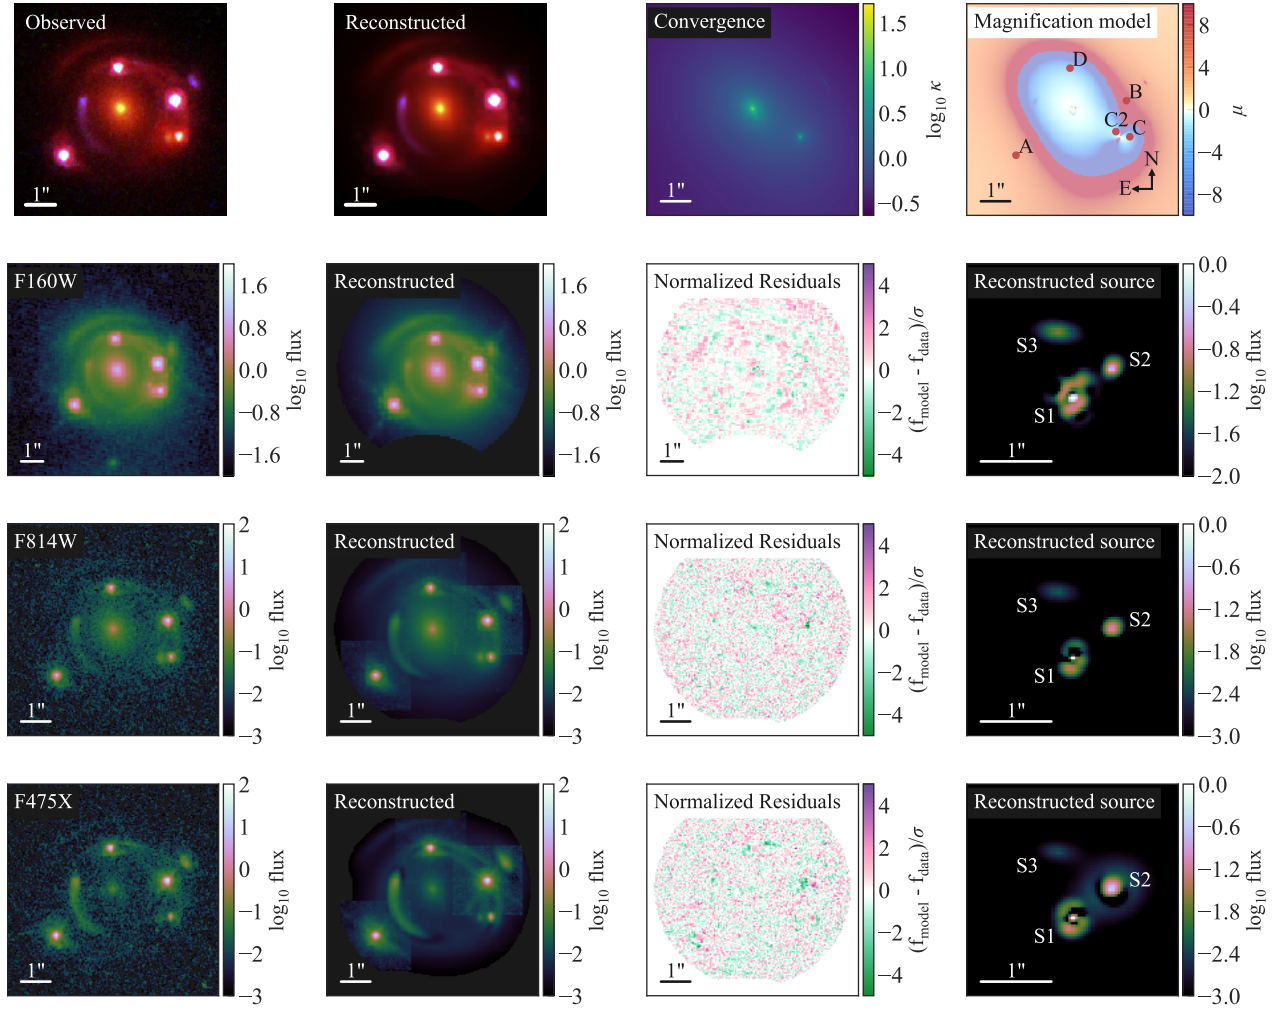 Observed
1"
Reconstructed
1"
Convergence
1"
1.5
1.0
0.5
0.0
−0.5
log10 κ
Magnification model
D
B
C2
C
A
N
E
1"
8
4
0
−4
−8
μ
F160W
1"
1.6
0.8
0.0
−0.8
−1.6
log10 flux
Reconstructed
1"
1.6
0.8
0.0
−0.8
−1.6
log10 flux
Normalized Residuals
1"
4
2
0
−2
−4
(fmodel - fdata)/σ
Reconstructed source
S3
S2
S1
1"
0.0
−0.4
−0.8
−1.2
−1.6
−2.0
log10 flux
F814W
1"
2
1
0
−1
−2
−3
log10 flux
Reconstructed
1"
2
1
0
−1
−2
−3
log10 flux
Normalized Residuals
1"
4
2
0
−2
−4
(fmodel - fdata)/σ
Reconstructed source
S3
S2
S1
1"
0.0
−0.6
−1.2
−1.8
−2.4
−3.0
log10 flux
F475X
1"
2
1
0
−1
−2
−3
log10 flux
Reconstructed
1"
2
1
0
−1
−2
−3
log10 flux
Normalized Residuals
1"
4
2
0
−2
−4
(fmodel - fdata)/σ
Reconstructed source
S3
S2
S1
1"
0.0
−0.6
−1.2
−1.8
−2.4
−3.0
log10 flux